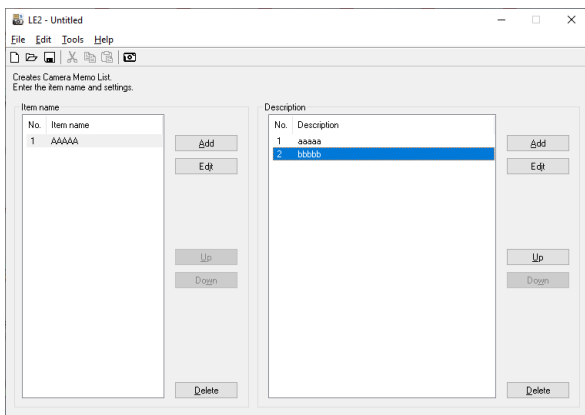 LE2 - Untitled
File Edit Tools Help
Creates Camera Memo List.
Enter the item name and settings.
Item name
No. Item name
1 AAAAA
Add
Edit
Up
Down
Delete
Description
No. Description
1 aaaaa
2 bbbbb
Add
Edit
Up
Down
Delete